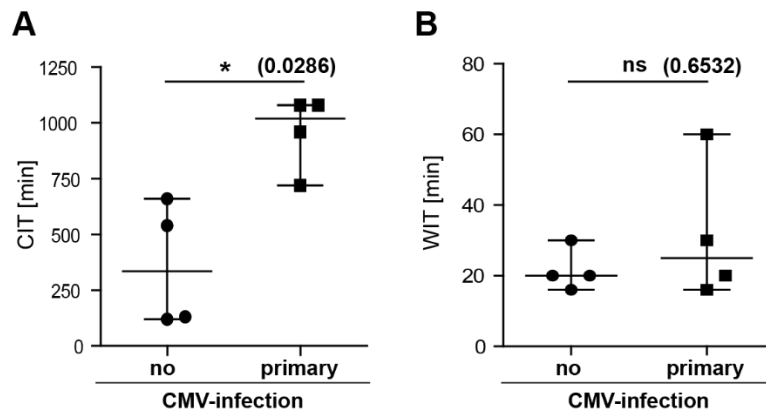 A
CIT [min]
1250
1000
750
500
250
0
* (0.0286)
no primary
CMV-infection
B
WIT [min]
80
60
40
20
0
ns (0.6532)
no primary
CMV-infection